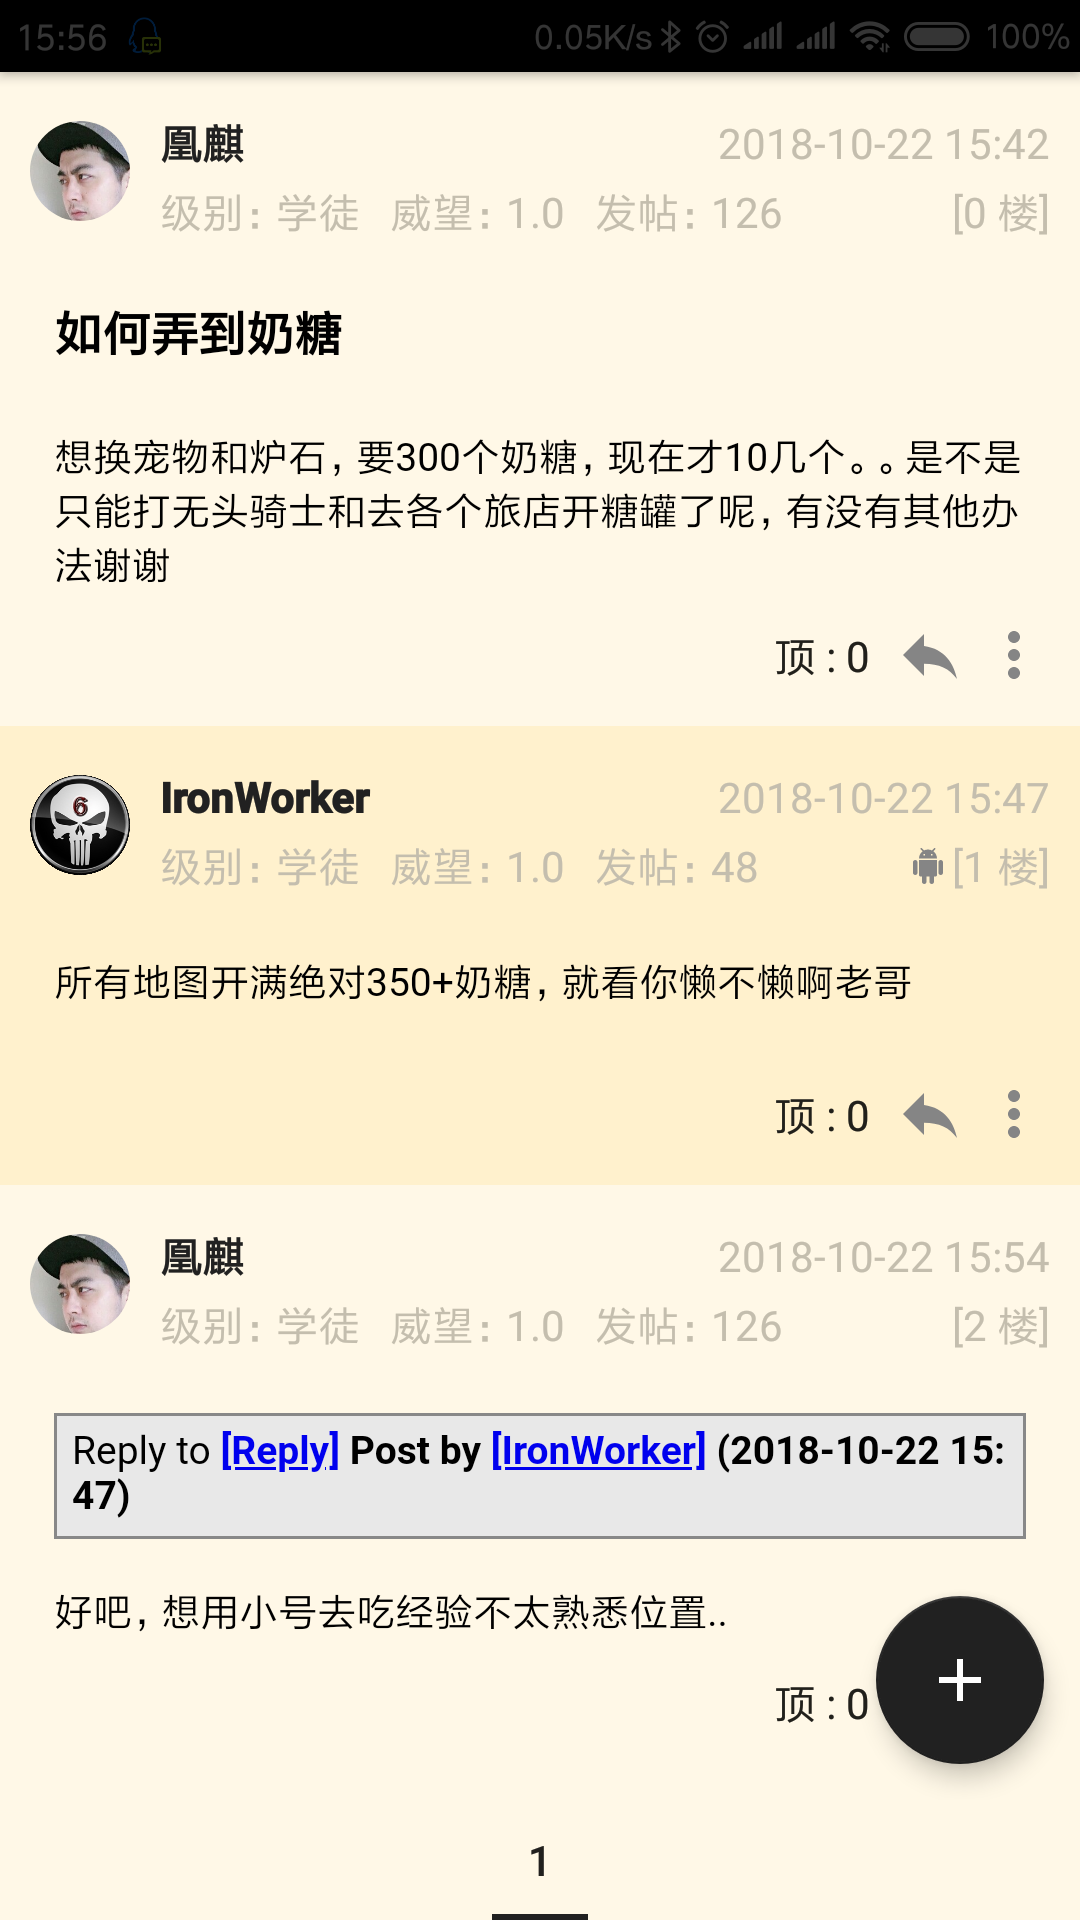 15:56 0.05K/s 100%
凰麒 2018-10-22 15:42
级别: 学徒 威望: 1.0 发帖: 126 [0 楼]
如何弄到奶糖
想换宠物和炉石，要300个奶糖，现在才10几个。。是不是
只能打无头骑士和去各个旅店开糖罐了呢，有没有其他办
法谢谢
顶 : 0
6
IronWorker 2018-10-22 15:47
级别: 学徒 威望: 1.0 发帖: 48 [1 楼]
所有地图开满绝对350+奶糖，就看你懒不懒啊老哥
顶 : 0
凰麒 2018-10-22 15:54
级别: 学徒 威望: 1.0 发帖: 126 [2 楼]
Reply to [Reply] Post by [IronWorker] (2018-10-22 15:
47)
好吧，想用小号去吃经验不太熟悉位置..
顶 : 0
1